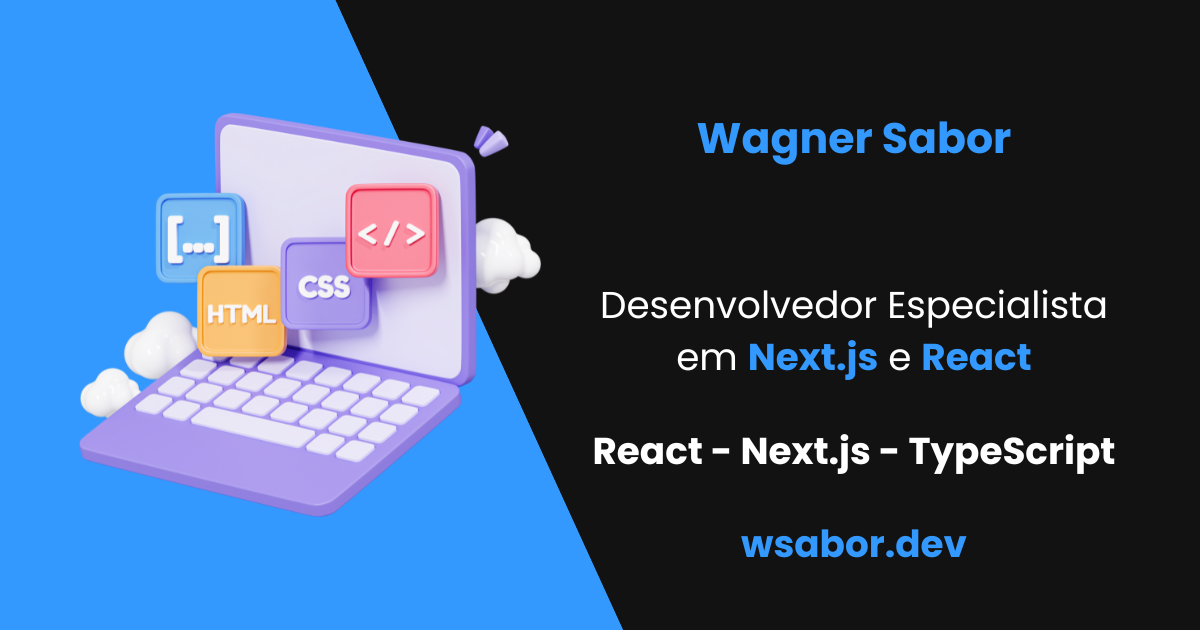 [...]
</>
CSS
HTML
Wagner Sabor
Desenvolvedor Especialista
em Next.js e React
React - Next.js - TypeScript
wsabor.dev